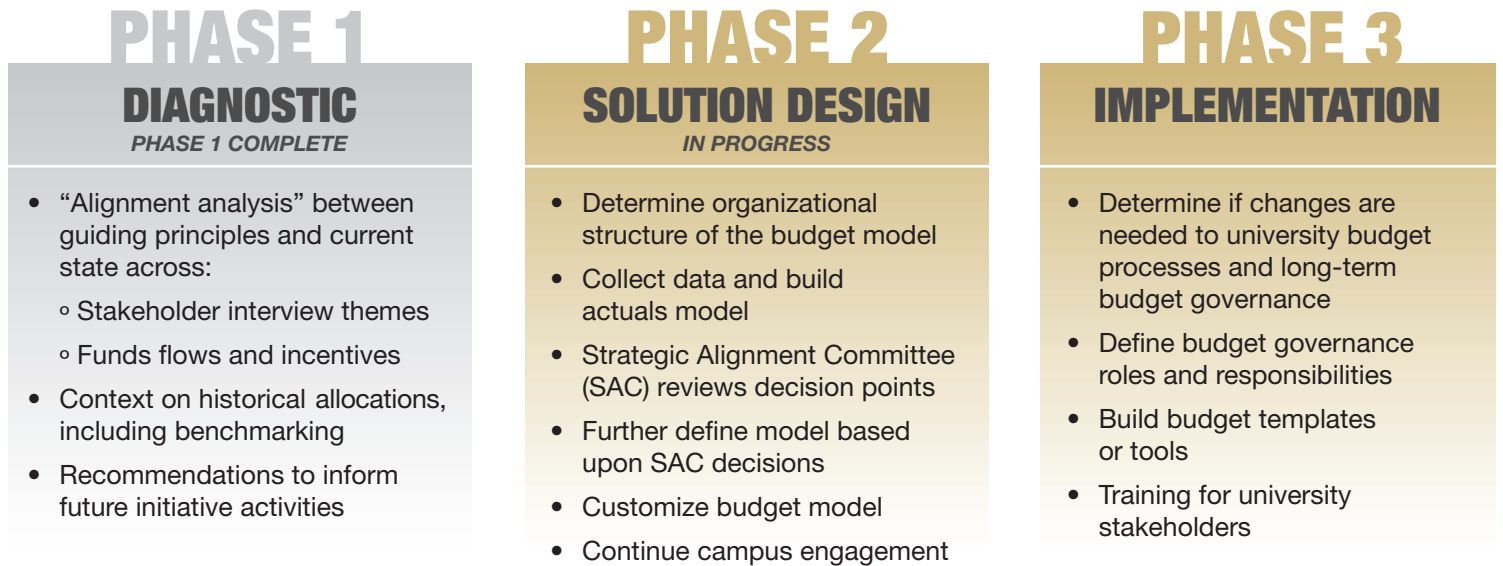 PHASE 1
DIAGNOSTIC
PHASE 1 COMPLETE
• “Alignment analysis” between
guiding principles and current
state across:
º Stakeholder interview themes
º Funds flows and incentives
• Context on historical allocations,
including benchmarking
• Recommendations to inform
future initiative activities
PHASE 2
SOLUTION DESIGN
IN PROGRESS
• Determine organizational
structure of the budget model
• Collect data and build
actuals model
• Strategic Alignment Committee
(SAC) reviews decision points
• Further define model based
upon SAC decisions
• Customize budget model
• Continue campus engagement
PHASE 3
IMPLEMENTATION
• Determine if changes are
needed to university budget
processes and long-term
budget governance
• Define budget governance
roles and responsibilities
• Build budget templates
or tools
• Training for university
stakeholders